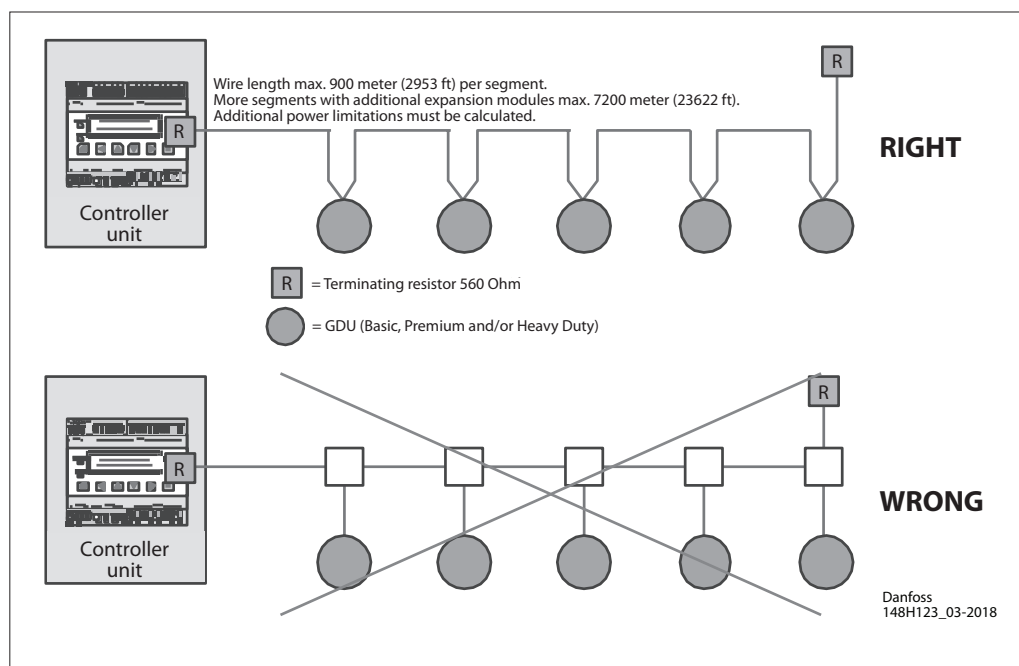 Wire length max. 900 meter (2953 ft) per segment.
More segments with additional expansion modules max. 7200 meter (23622 ft).
Additional power limitations must be calculated.
R
R
RIGHT
Controller
unit
R
= Terminating resistor 560 Ohm
= GDU (Basic, Premium and/or Heavy Duty)
R
R
WRONG
Controller
unit
Danfoss
148H123_03-2018